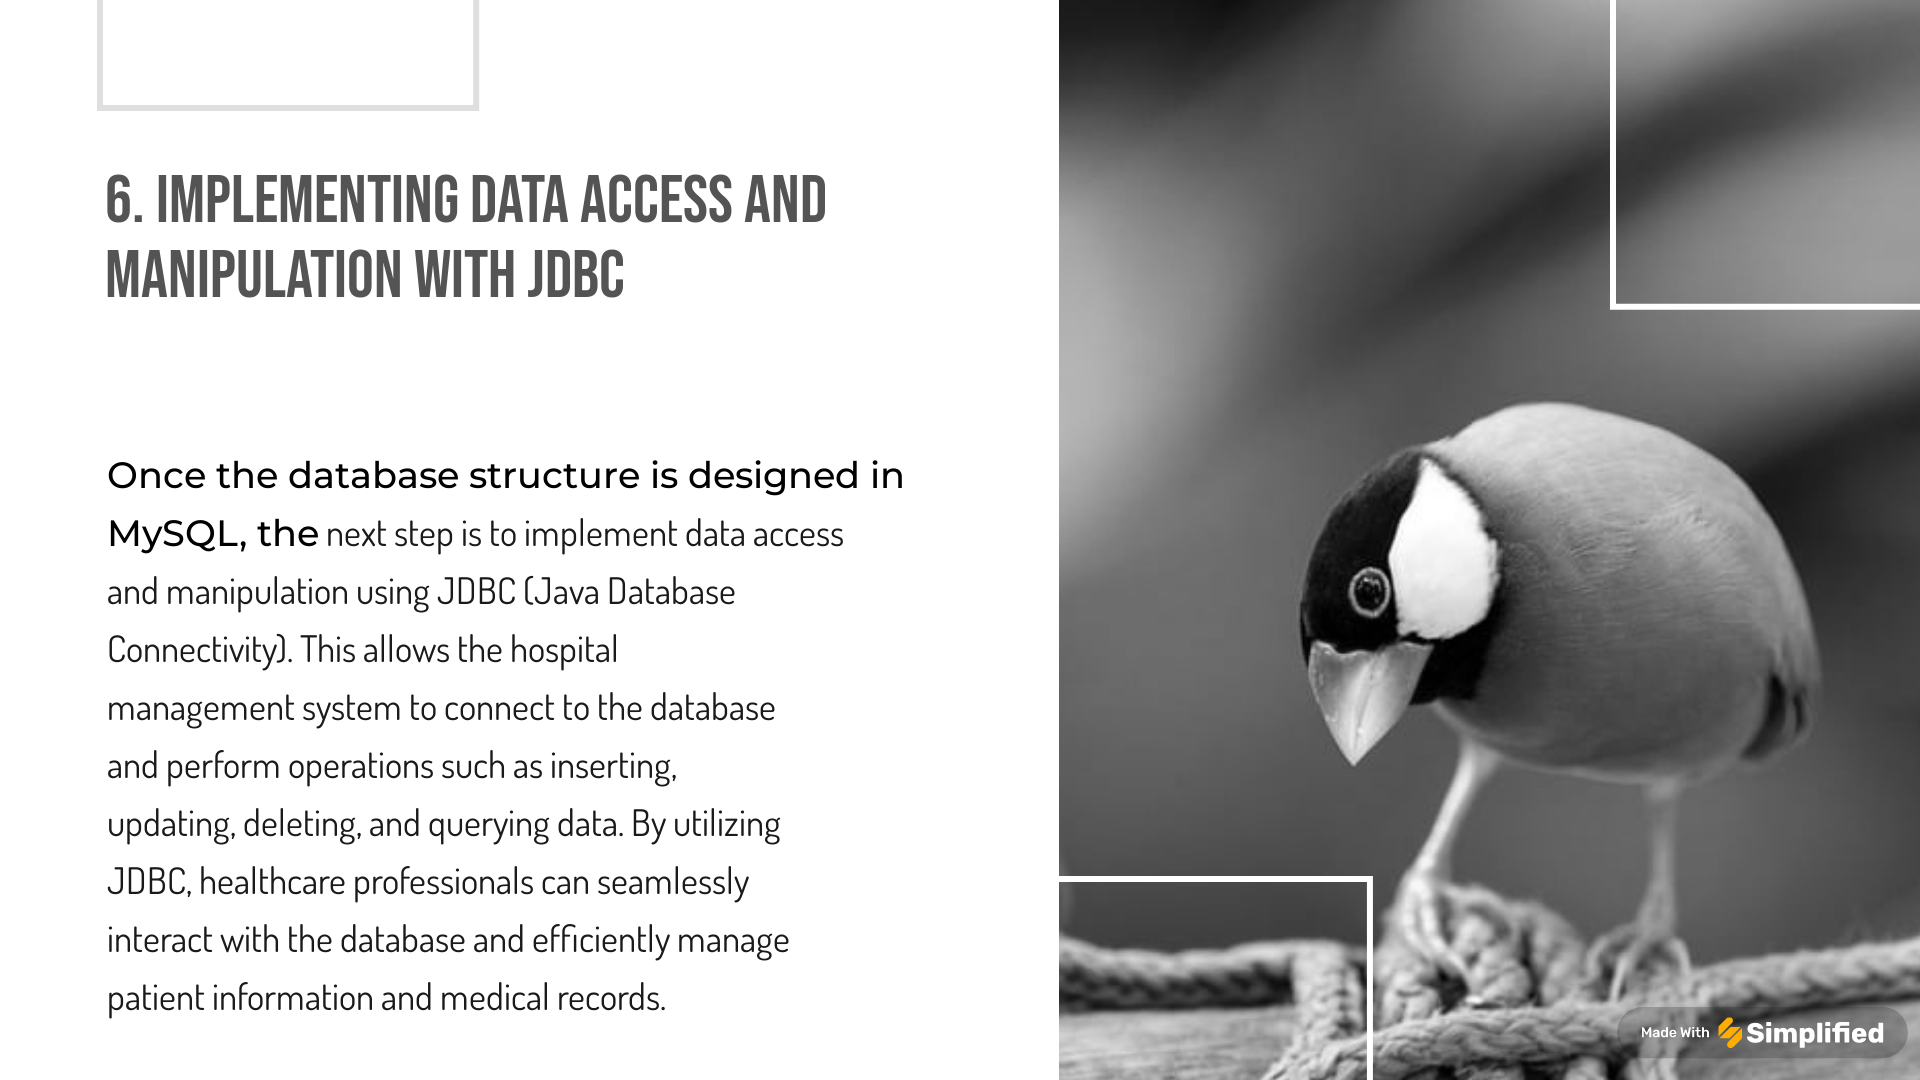 6. IMPLEMENTING DATA ACCESS AND
MANIPULATION WITH JDBC
Once the database structure is designed in
MySQL, the next step is to implement data access
and manipulation using JDBC (Java Database
Connectivity). This allows the hospital
management system to connect to the database
and perform operations such as inserting,
updating, deleting, and querying data. By utilizing
JDBC, healthcare professionals can seamlessly
interact with the database and efficiently manage
patient information and medical records.
Made With Simplified